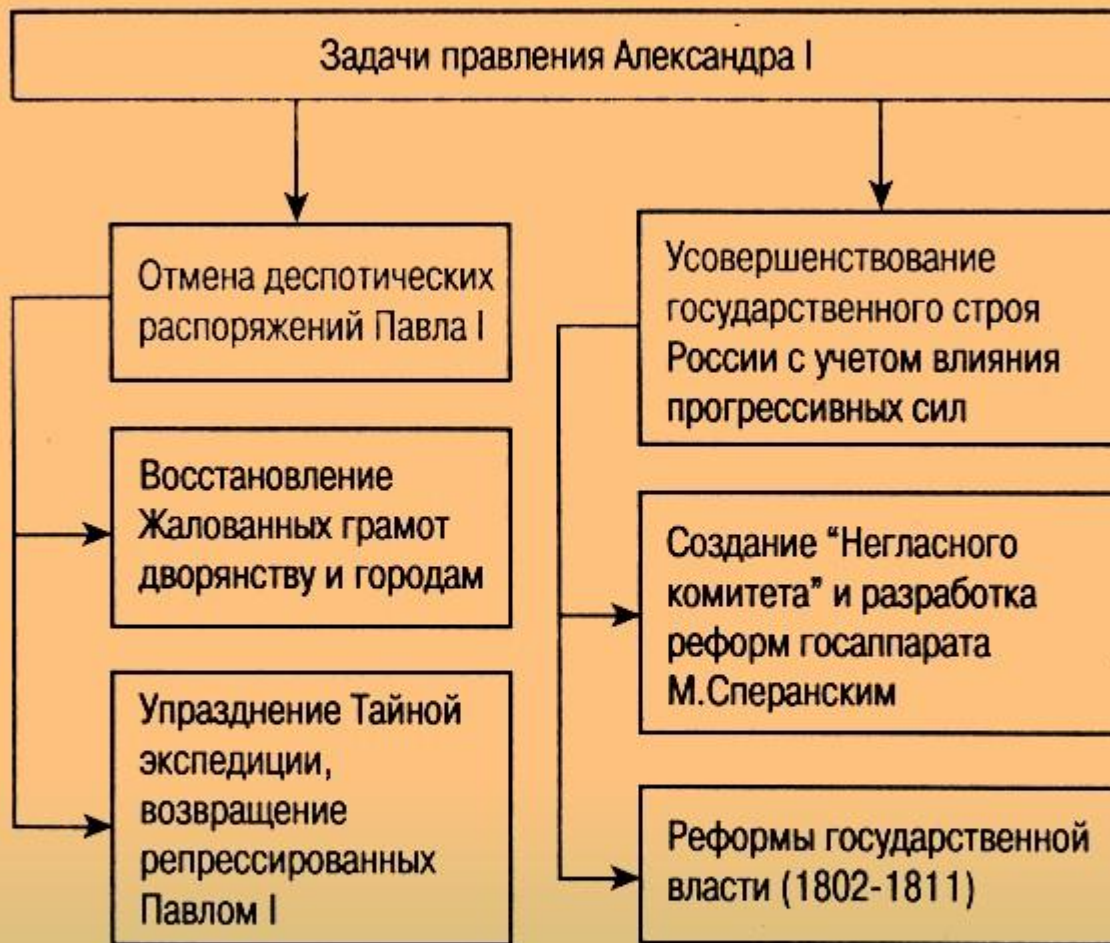 Задачи правления Александра I
Отмена деспотических
распоряжений Павла I
Восстановление
Жалованных грамот
дворянству и городам
Упразднение Тайной
экспедиции,
возвращение
репрессированных
Павлом I
Усовершенствование
государственного строя
России с учетом влияния
прогрессивных сил
Создание “Негласного
комитета” и разработка
реформ госаппарата
М.Сперанским
Реформы государственной
власти (1802-1811)